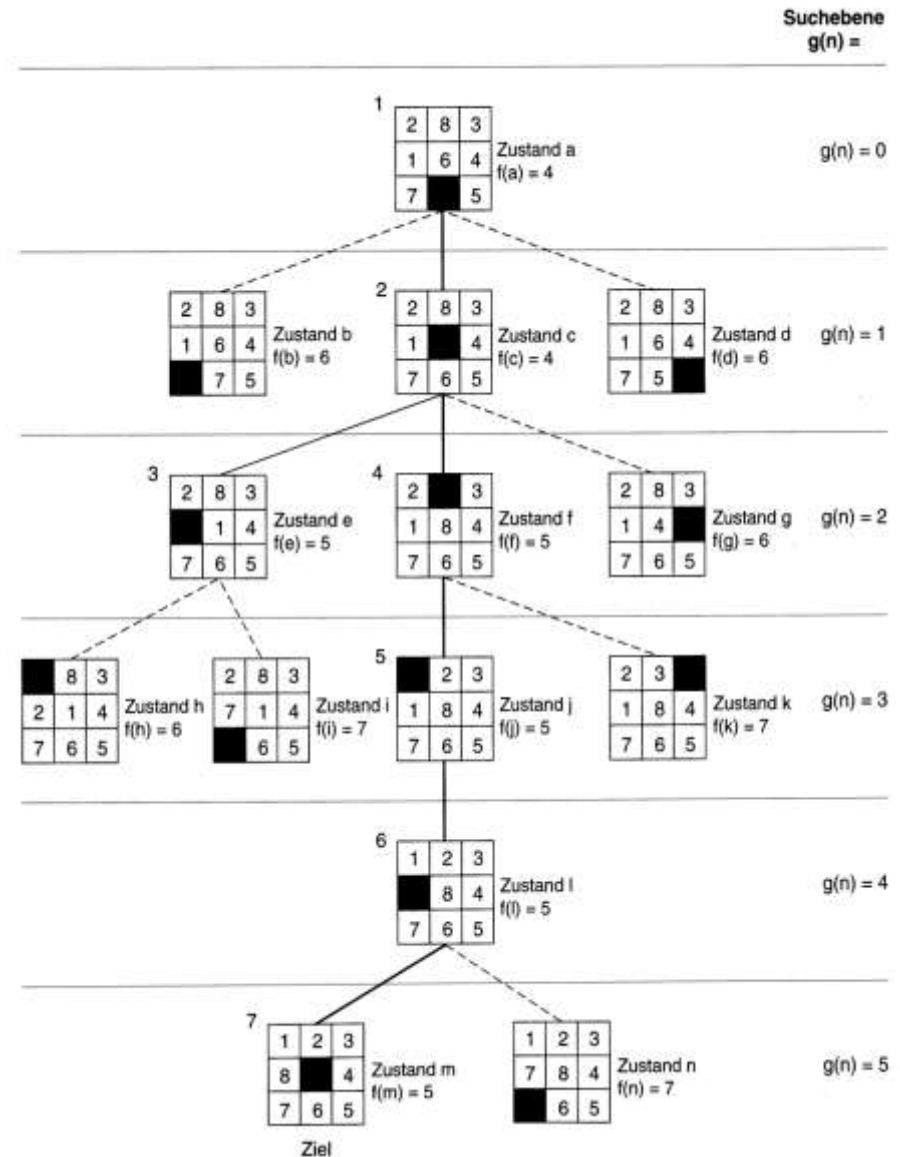 Suchebene
g(n) =
1
2 8 3
1 6 4
7 5
Zustand a
f(a) = 4
g(n) = 0
2 8 3
1 6 4
7 5
Zustand b
f(b) = 6
2
2 8 3
1 4
7 6 5
Zustand c
f(c) = 4
2 8 3
1 6 4
7 5
Zustand d
f(d) = 6
g(n) = 1
3
2 8 3
1 4
7 6 5
Zustand e
f(e) = 5
4
2 3
1 8 4
7 6 5
Zustand f
f(f) = 5
2 8 3
1 4
7 6 5
Zustand g
f(g) = 6
g(n) = 2
8 3
2 1 4
7 6 5
Zustand h
f(h) = 6
2 8 3
7 1 4
6 5
Zustand i
f(i) = 7
5
2 3
1 8 4
7 6 5
Zustand j
f(j) = 5
2 3
1 8 4
7 6 5
Zustand k
f(k) = 7
g(n) = 3
6
1 2 3
8 4
7 6 5
Zustand l
f(l) = 5
g(n) = 4
7
1 2 3
8 4
7 6 5
Zustand m
f(m) = 5
Ziel
1 2 3
7 8 4
6 5
Zustand n
f(n) = 7
g(n) = 5